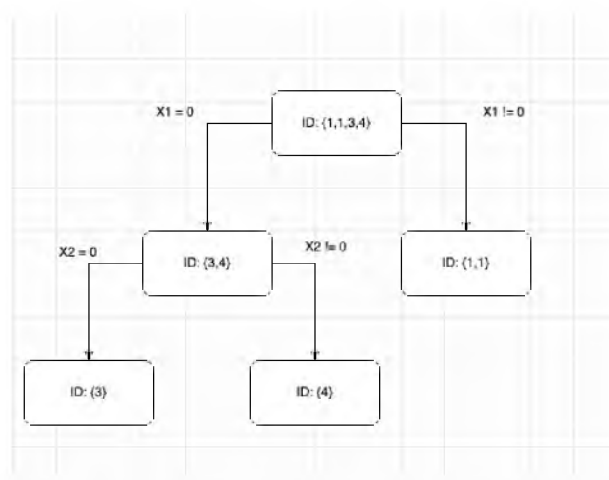 X1 = 0
ID: {1,1,3,4}
X1 != 0
X2 = 0
ID: {3,4}
X2 != 0
ID: {1,1}
ID: {3}
ID: {4}